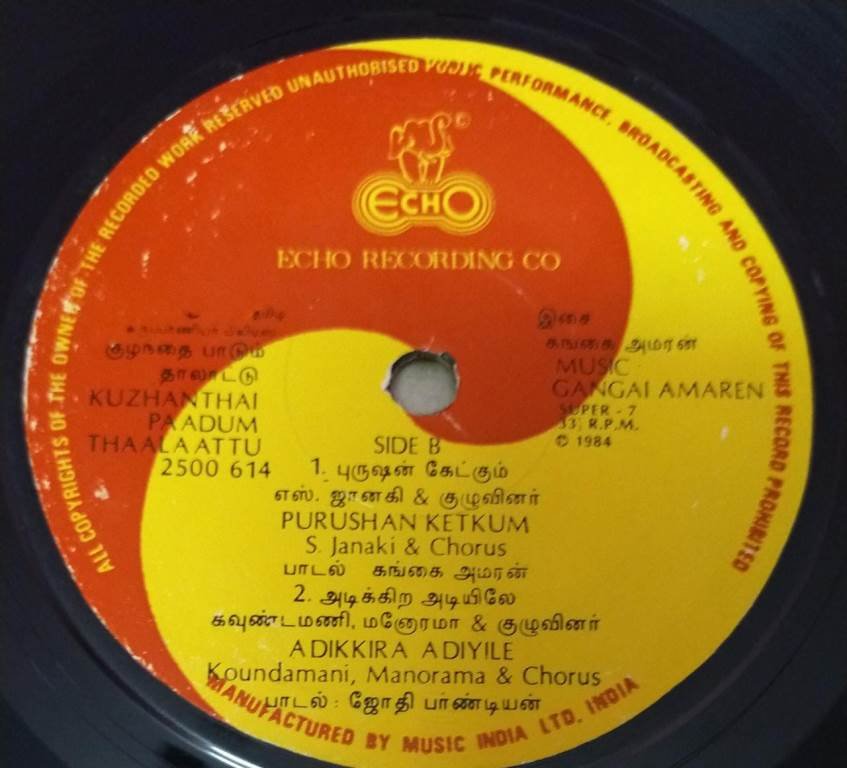 ALL COPYRIGHTS OF THE OWNER OF THE RECORDED WORK RESERVED UNAUTHORISED PUBLIC PERFORMANCE, BROADCASTING AND COPYING OF THIS RECORD PROHIBITED
©
ECHO
ECHO RECORDING CO
குழந்தை பாடும்
தாலாட்டு
KUZHANTHAI
PAADUM
THAALAATTU
2500 614
இசை
கங்கை அமரன்
MUSIC
GANGAI AMAREN
SUPER - 7
33⅓ R.P.M.
© 1984
SIDE B
1. புருஷன் கேட்கும்
எஸ். ஜானகி & குழுவினர்
PURUSHAN KETKUM
S. Janaki & Chorus
பாடல் கங்கை அமரன்
2. அடிக்கிற அடியிலே
கவுண்டமணி, மனோரமா & குழுவினர்
ADIKKIRA ADIYILE
Koundamani, Manorama & Chorus
பாடல் : ஜோதி பாண்டியன்
MANUFACTURED BY MUSIC INDIA LTD. INDIA